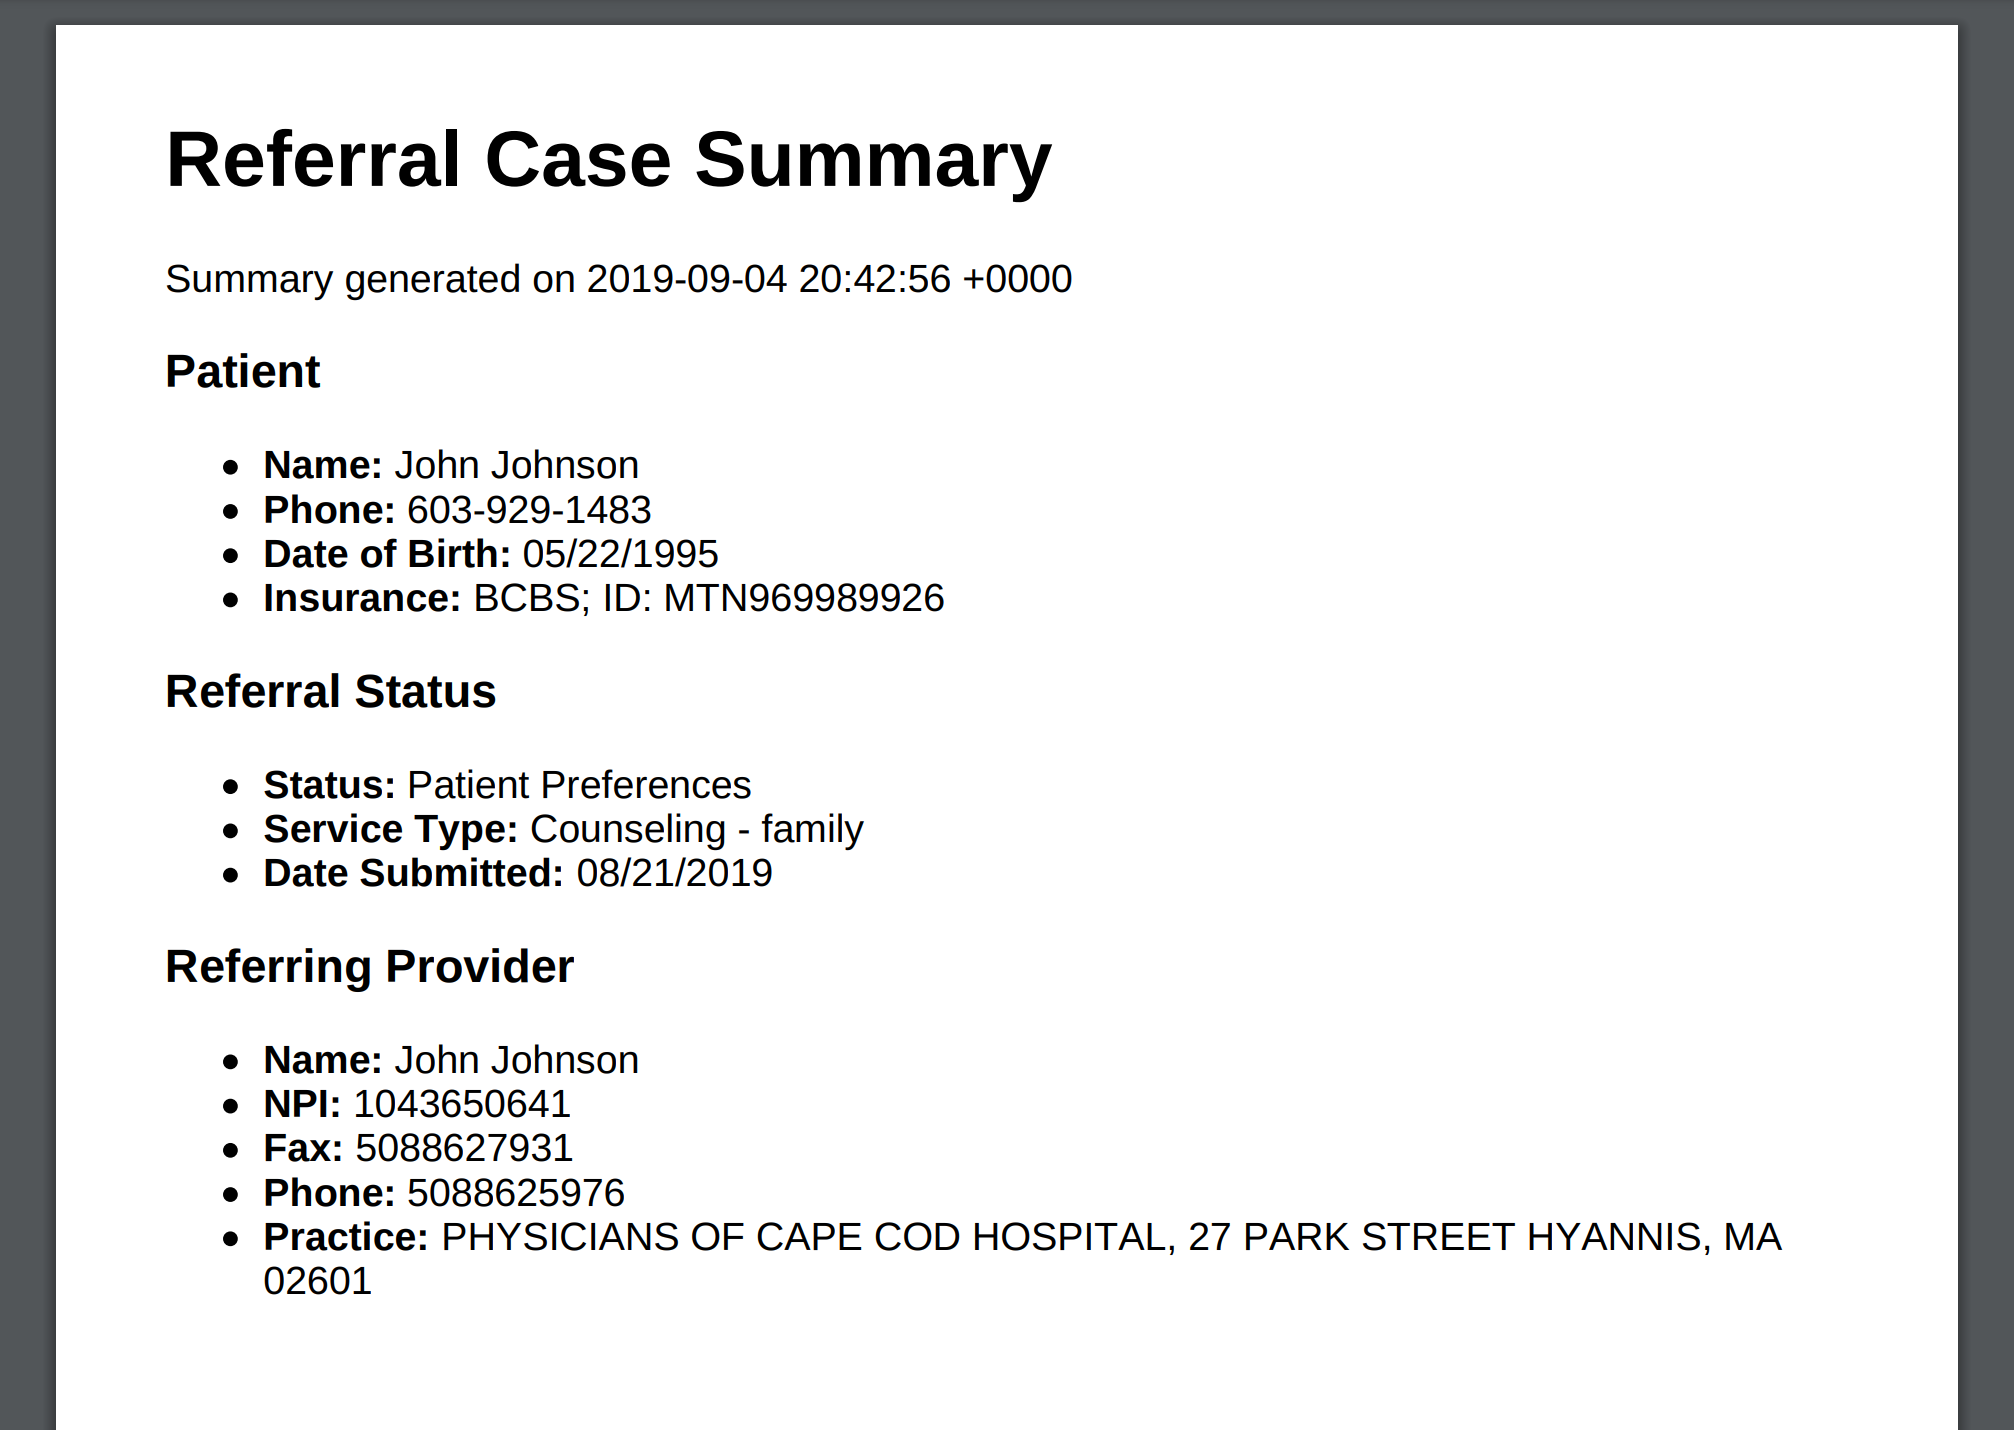 Referral Case Summary
Summary generated on 2019-09-04 20:42:56 +0000
Patient
Name: John Johnson
Phone: 603-929-1483
Date of Birth: 05/22/1995
Insurance: BCBS; ID: MTN969989926
Referral Status
Status: Patient Preferences
Service Type: Counseling - family
Date Submitted: 08/21/2019
Referring Provider
Name: John Johnson
NPI: 1043650641
Fax: 5088627931
Phone: 5088625976
Practice: PHYSICIANS OF CAPE COD HOSPITAL, 27 PARK STREET HYANNIS, MA
02601